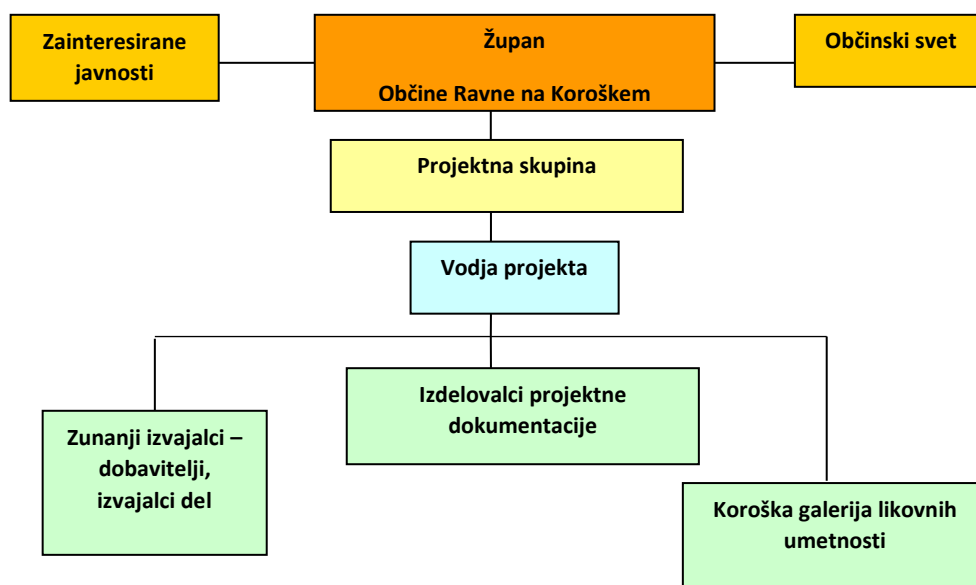 Zainteresirane
javnosti
Župan
Občine Ravne na Koroškem
Občinski svet
Projektna skupina
Vodja projekta
Zunanji izvajalci –
dobavitelji,
izvajalci del
Izdelovalci projektne
dokumentacije
Koroška galerija likovnih
umetnosti